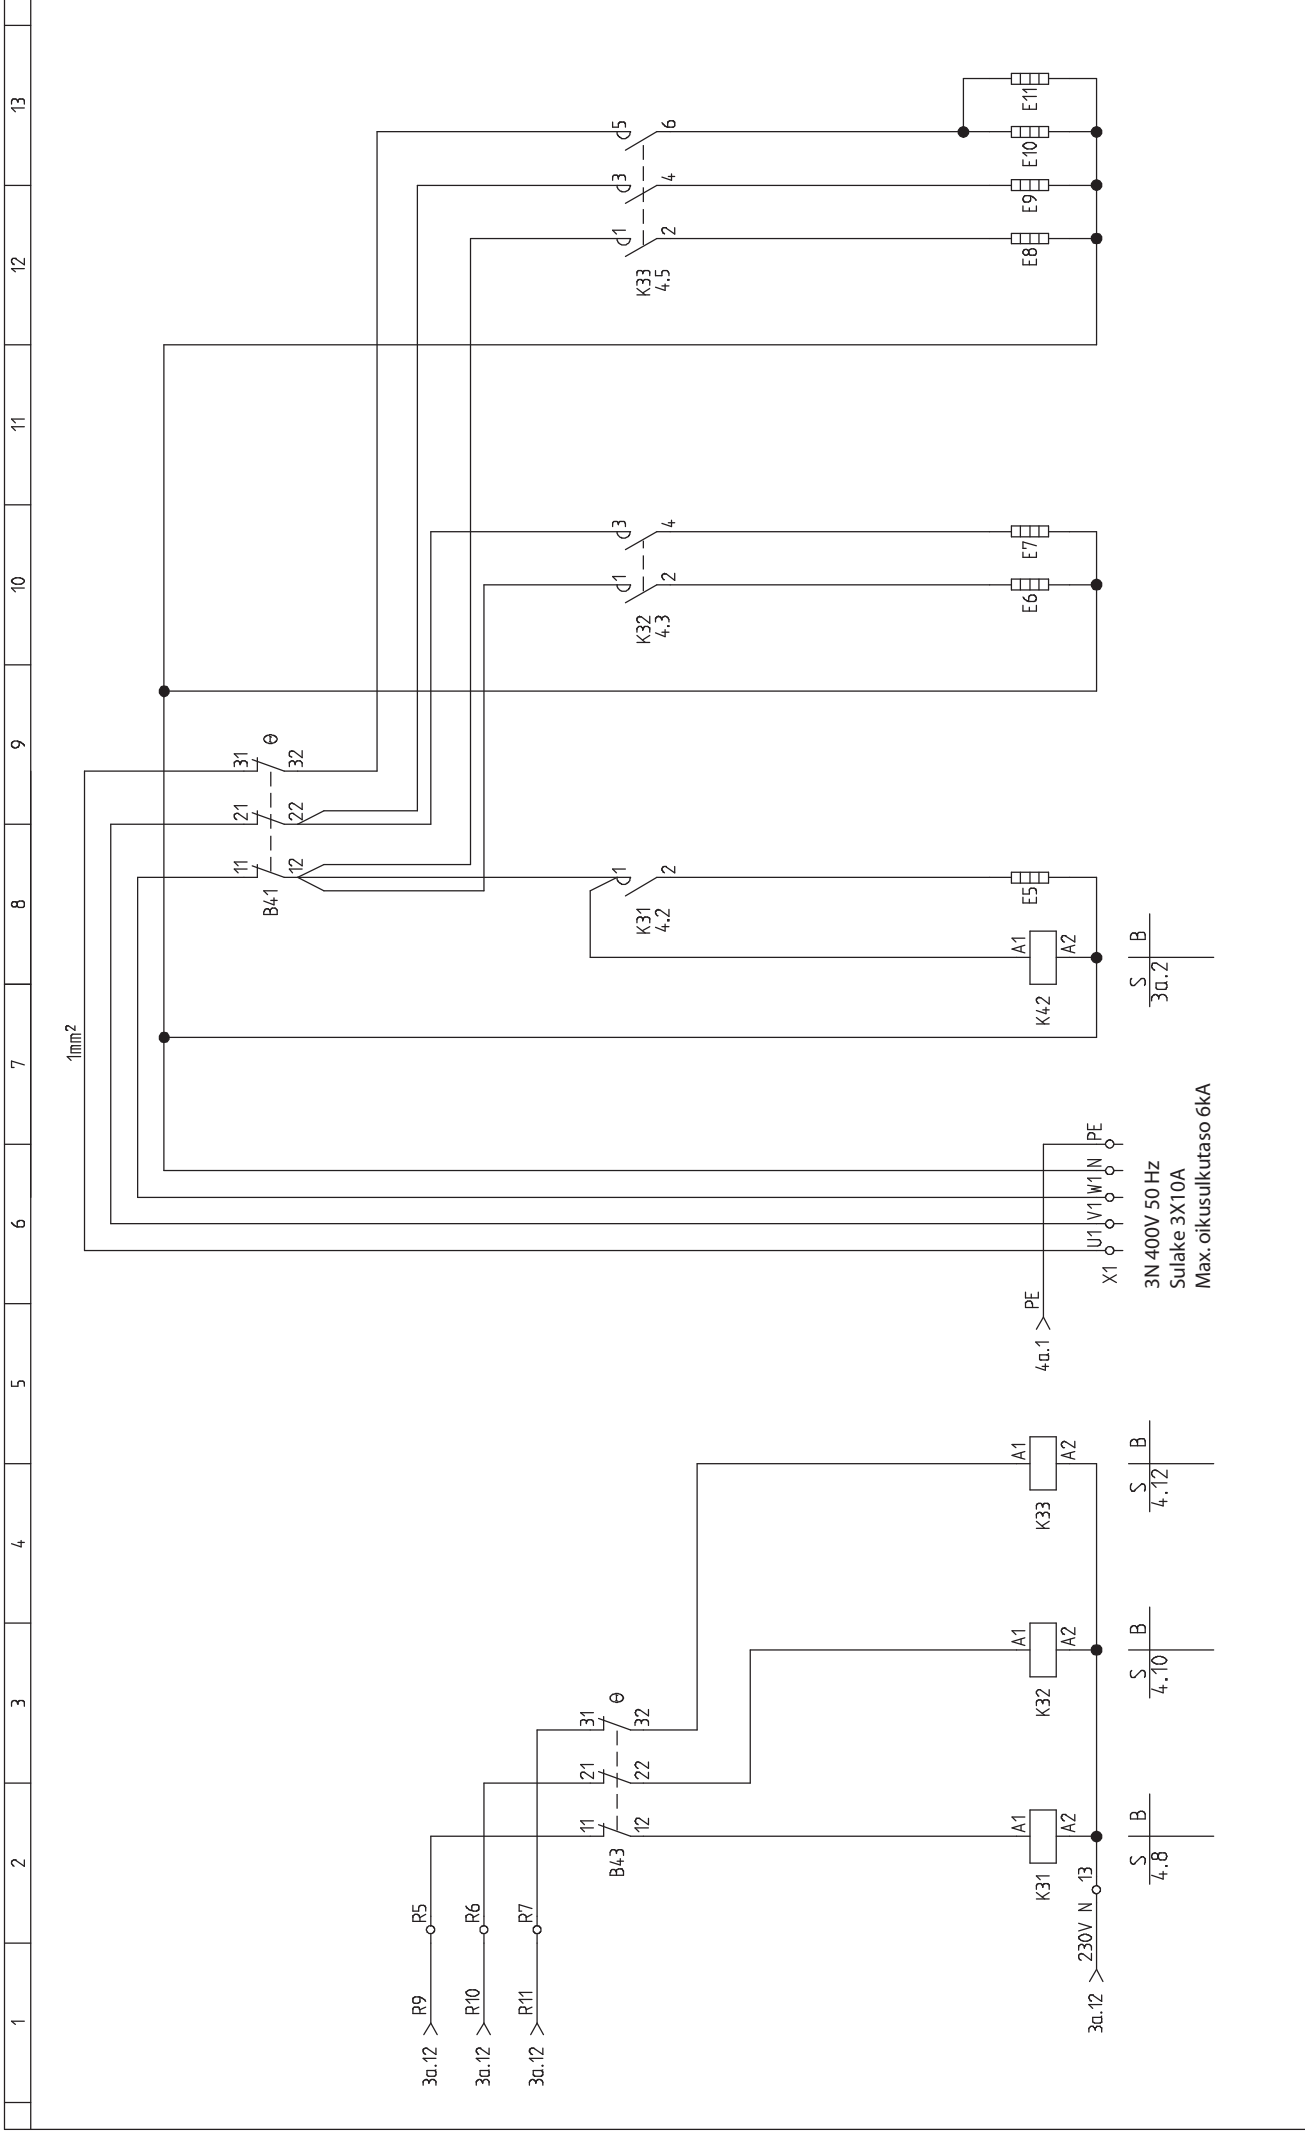 1 2 3 4 5 6 7 8 9 10 11 12 13
1mm²
11 21 31
B41 θ
12 22 32
3a.12 R9 R5
3a.12 R10 R6
3a.12 R11 R7
11 21 31
B43 θ
12 22 32
1
K31
4.2
2
1 3
K32
4.3
2 4
1 3 5
K33
4.5
2 4 6
A1
K31
A2
A1
K32
A2
A1
K33
A2
4a.1 PE
A1
K42
A2
E5
E6
E7
E8
E9
E10
E11
3a.12 230V N 13
X1 U1 V1 W1 N PE
S B
4.8
S B
4.10
S B
4.12
3N 400V 50 Hz
Sulake 3X10A
Max. oikusulkutaso 6kA
S B
3a.2